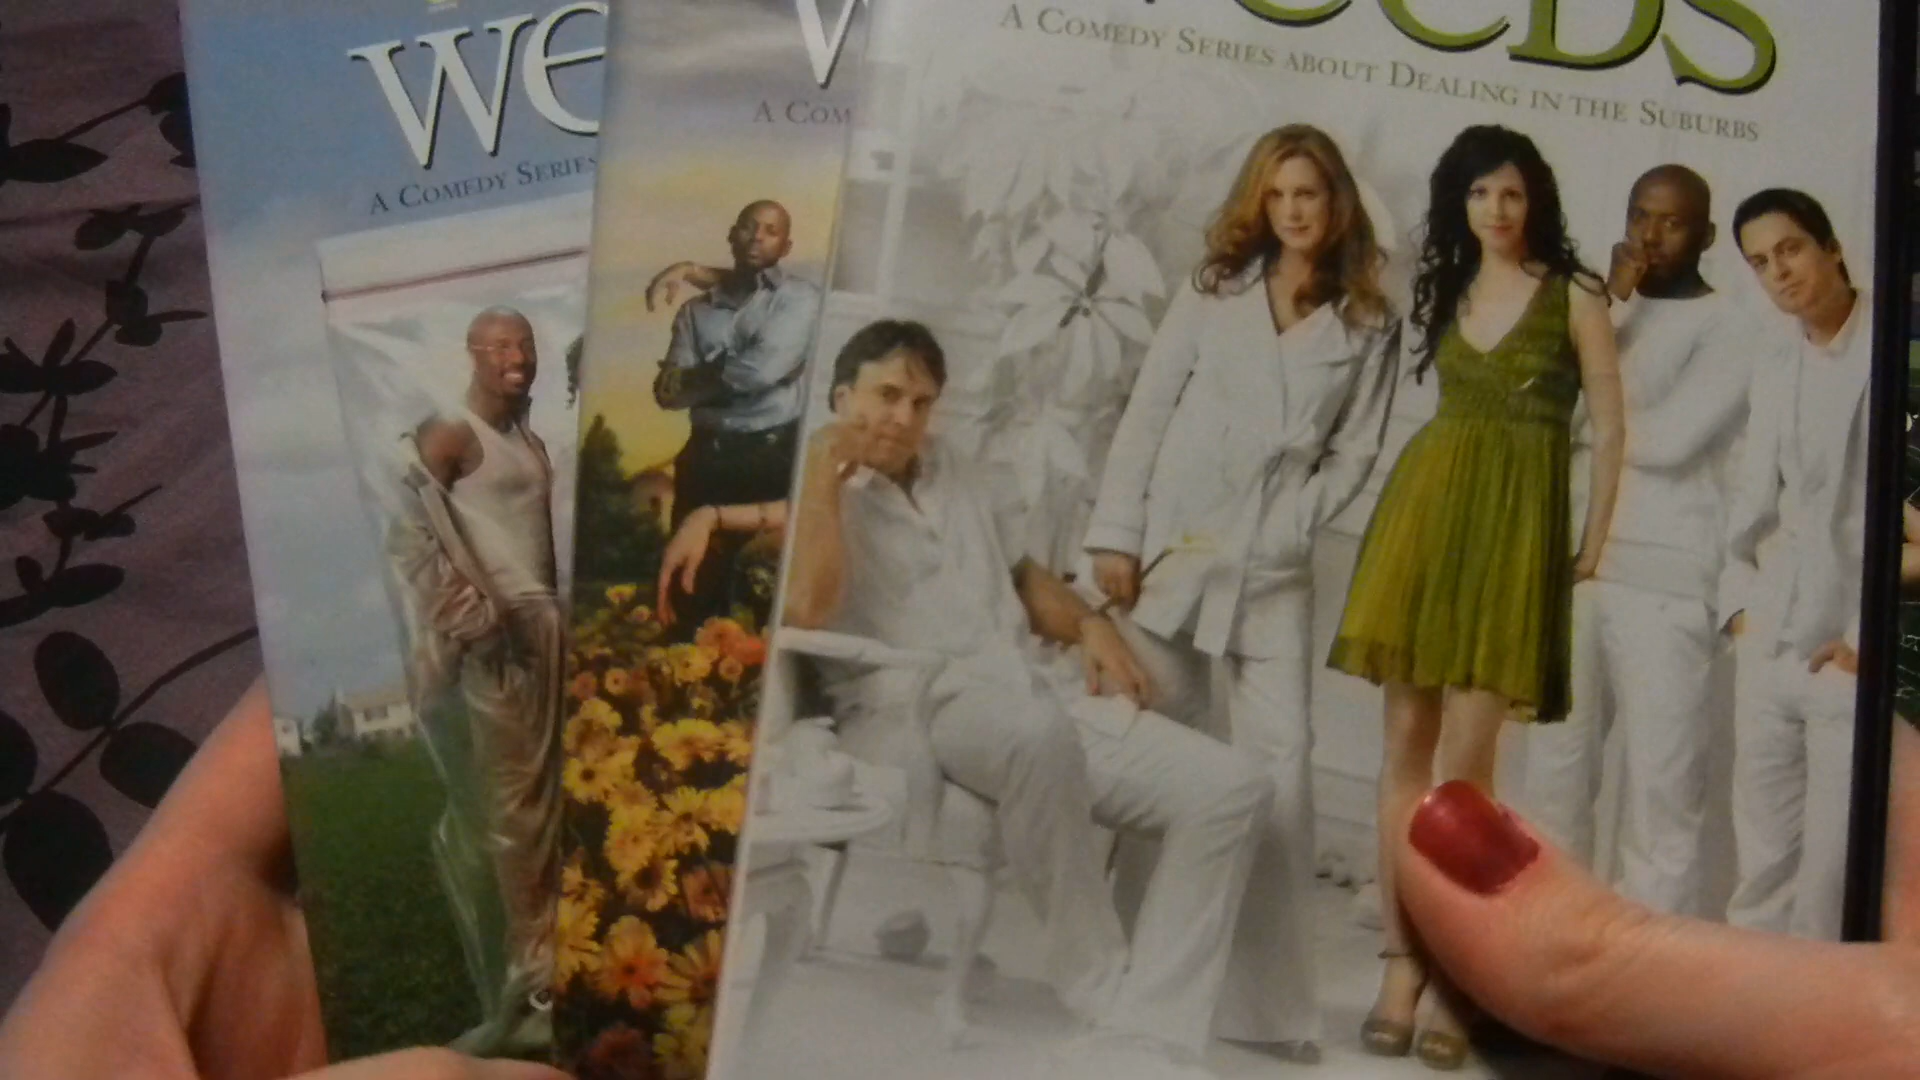 WE
A COMEDY SERIES
W
A COM
EEDS
A COMEDY SERIES ABOUT DEALING IN THE SUBURBS